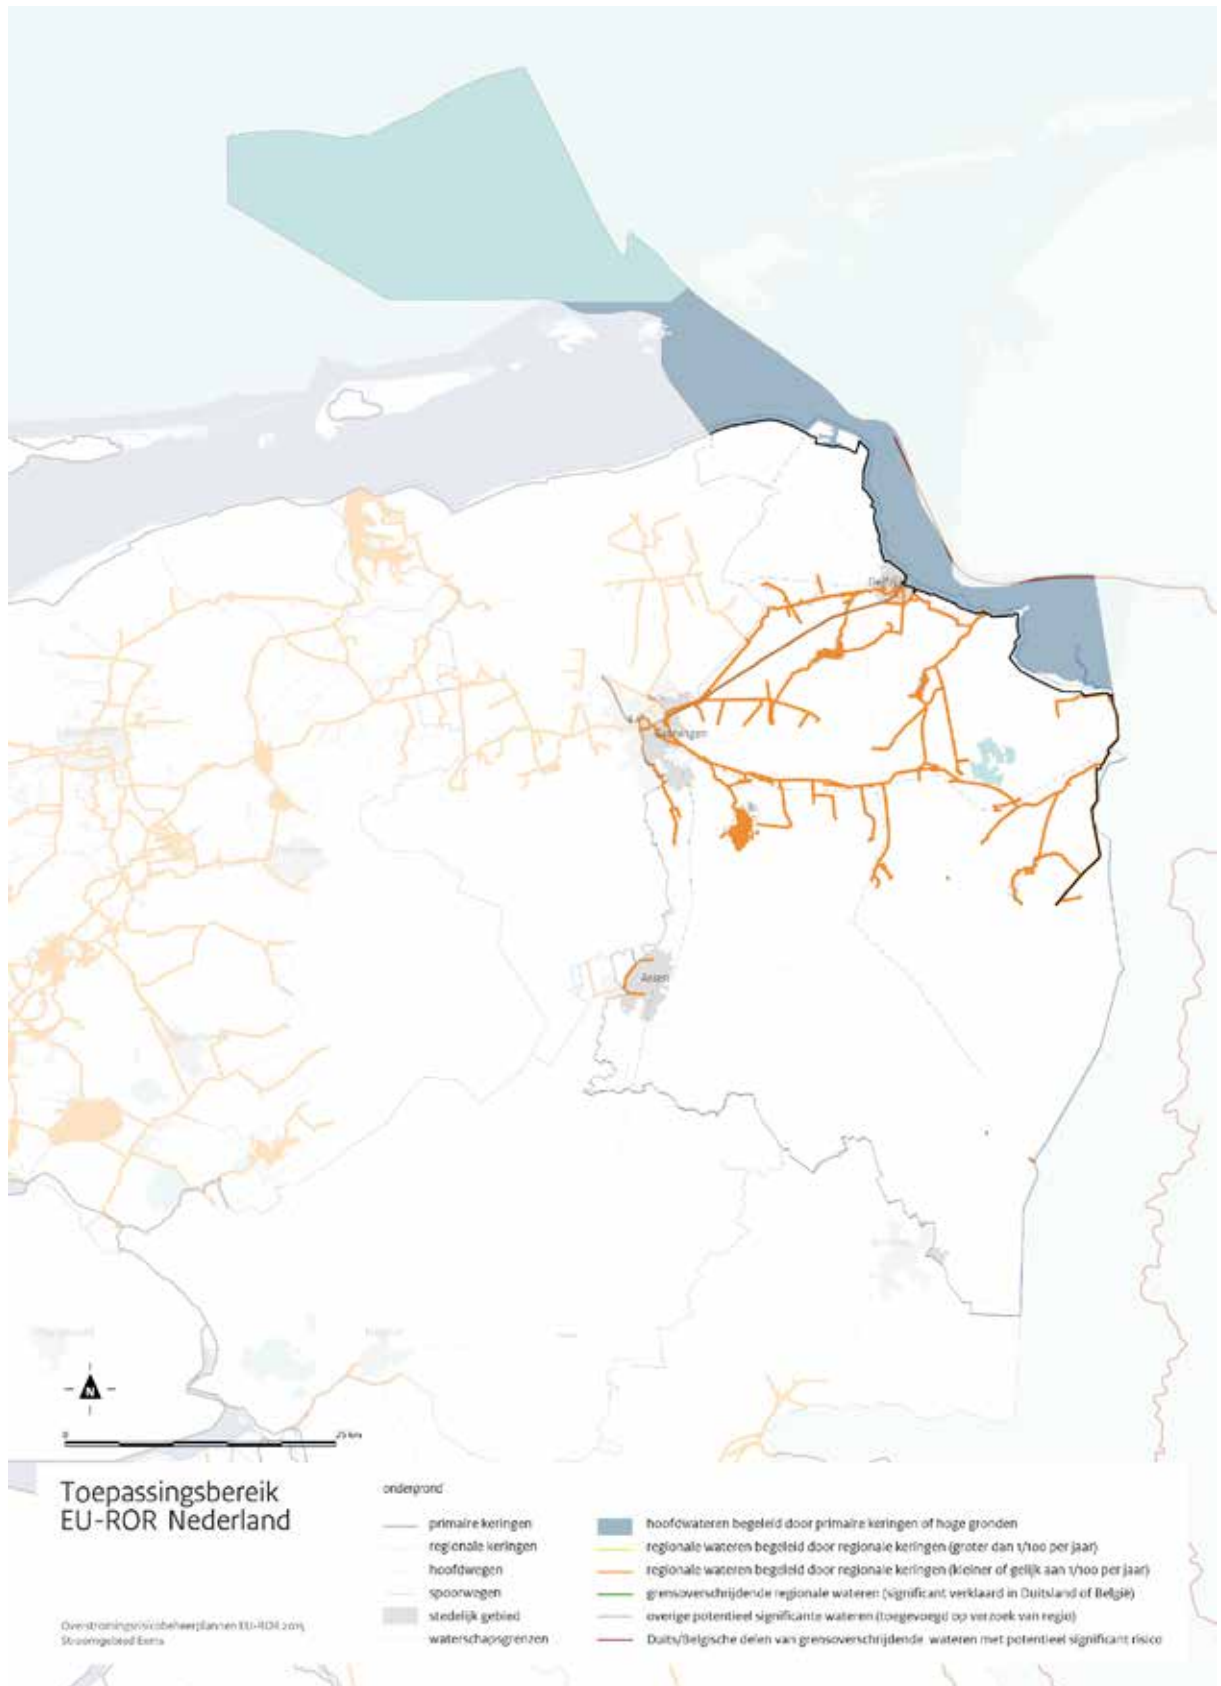 Groningen
Assen
N
0
25 km
Toepassingsbereik
EU-ROR Nederland
Overstromingsrisicobeheerplannen EU-ROR 2015
Stroomgebied Eems
ondergrond
primaire keringen
regionale keringen
hoofdwegen
spoorwegen
stedelijk gebied
waterschapsgrenzen
hoofdwateren begeleid door primaire keringen of hoge gronden
regionale wateren begeleid door regionale keringen (groter dan 1/100 per jaar)
regionale wateren begeleid door regionale keringen (kleiner of gelijk aan 1/100 per jaar)
grensoverschrijdende regionale wateren (significant verklaard in Duitsland of België)
overige potentieel significante wateren (toegevoegd op verzoek van regio)
Duits/Belgische delen van grensoverschrijdende wateren met potentieel significant risico